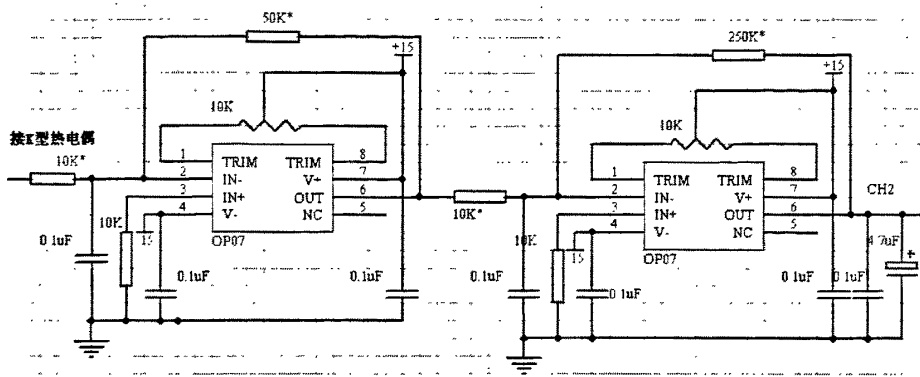 50K*
250K*
+15
+15
10K
10K
接K型热电偶
10K*
1
TRIM
TRIM
8
2
IN-
V+
7
3
IN+
OUT
6
4
V-
NC
5
OP07
10K
15
0.1uF
0.1uF
0.1uF
10K*
1
TRIM
TRIM
8
2
IN-
V+
7
3
IN+
OUT
6
4
V-
NC
5
OP07
CH2
10K
15
0.1uF
0.1uF
0.1uF
0.1uF
4.7uF
+